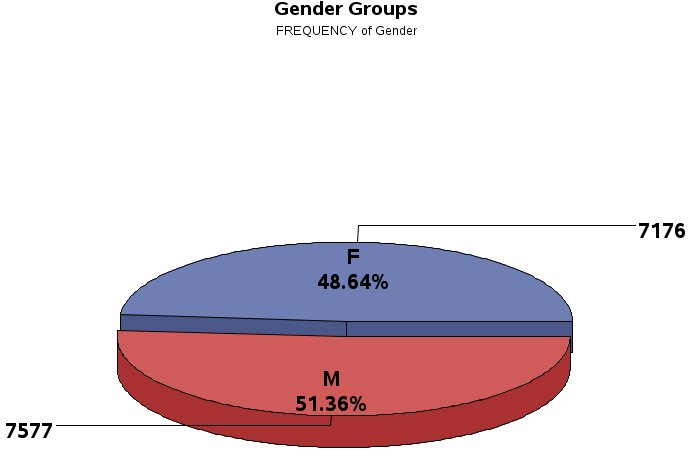 Gender Groups
FREQUENCY of Gender
7176
F
48.64%
M
51.36%
7577